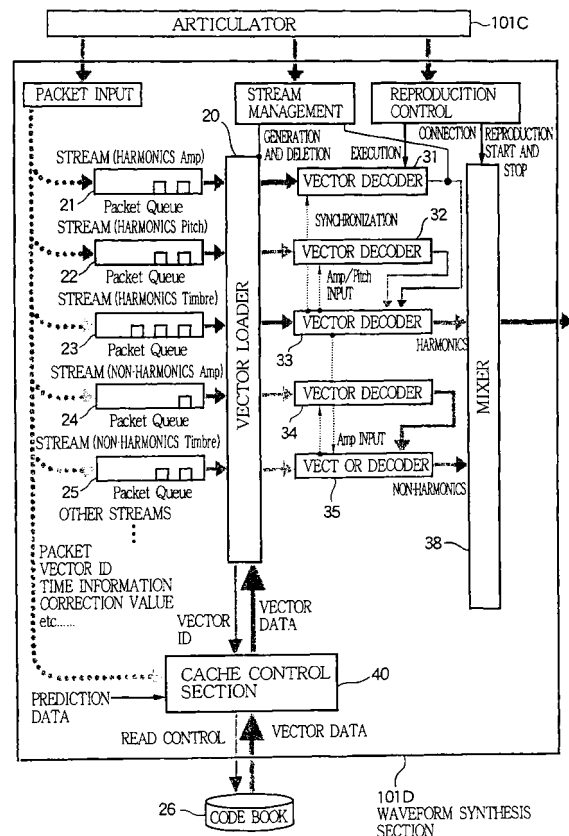 ARTICULATOR
101C
PACKET INPUT
STREAM
MANAGEMENT
REPRODUCITION
CONTROL
20
GENERATION
AND DELETION
EXECUTION
CONNECTION
REPRODUCTION
START AND
STOP
STREAM (HARMONICS Amp)
21
Packet Queue
VECTOR DECODER
31
STREAM (HARMONICS Pitch)
22
Packet Queue
SYNCHRONIZATION
32
VECTOR DECODER
Amp/Pitch
INPUT
STREAM (HARMONICS Timbre)
23
Packet Queue
VECTOR DECODER
33
HARMONICS
STREAM (NON-HARMONICS Amp)
24
Packet Queue
VECTOR DECODER
34
Amp INPUT
STREAM (NON-HARMONICS Timbre)
25
Packet Queue
VECT OR DECODER
35
NON-HARMONICS
VECTOR LOADER
MIXER
38
OTHER STREAMS
PACKET
VECTOR ID
TIME INFORMATION
CORRECTION VALUE
etc......
VECTOR
ID
VECTOR
DATA
CACHE CONTROL
SECTION
40
PREDICTION
DATA
READ CONTROL
VECTOR DATA
26
CODE BOOK
101D
WAVEFORM SYNTHESIS
SECTION